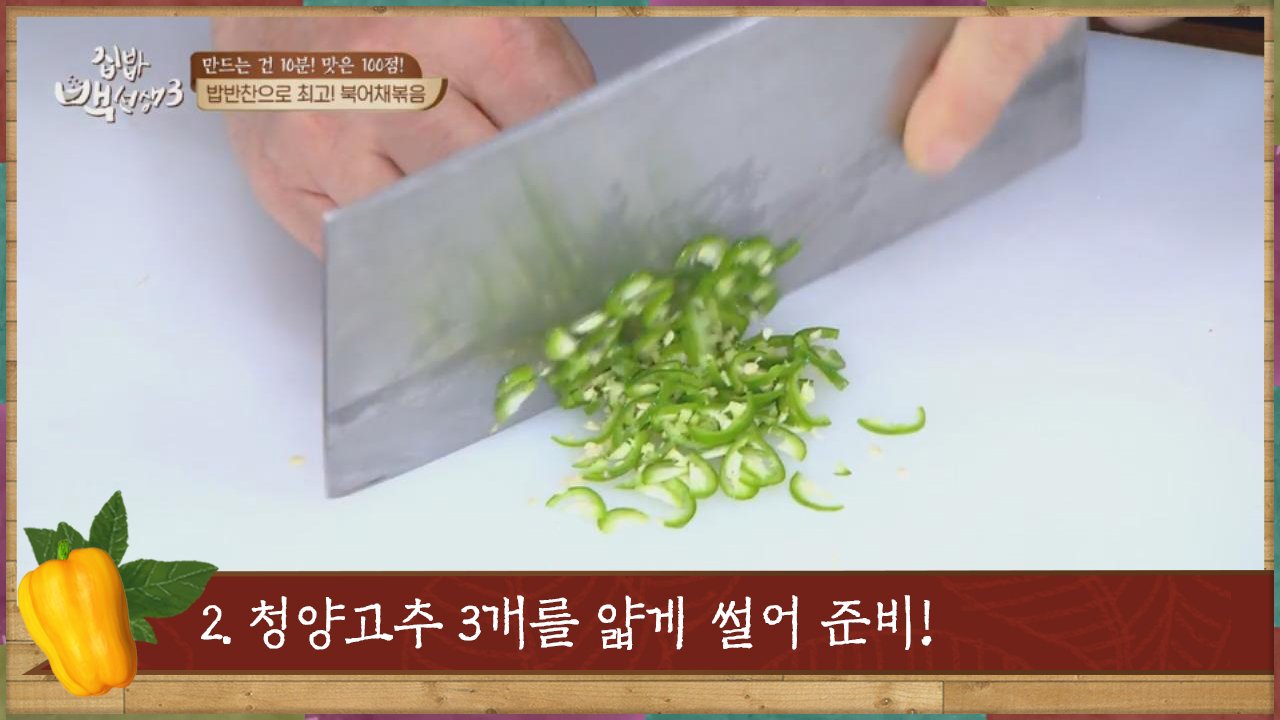 집밥
백선생3
만드는 건 10분! 맛은 100점!
밥반찬으로 최고! 북어채볶음
2. 청양고추 3개를 얇게 썰어 준비!